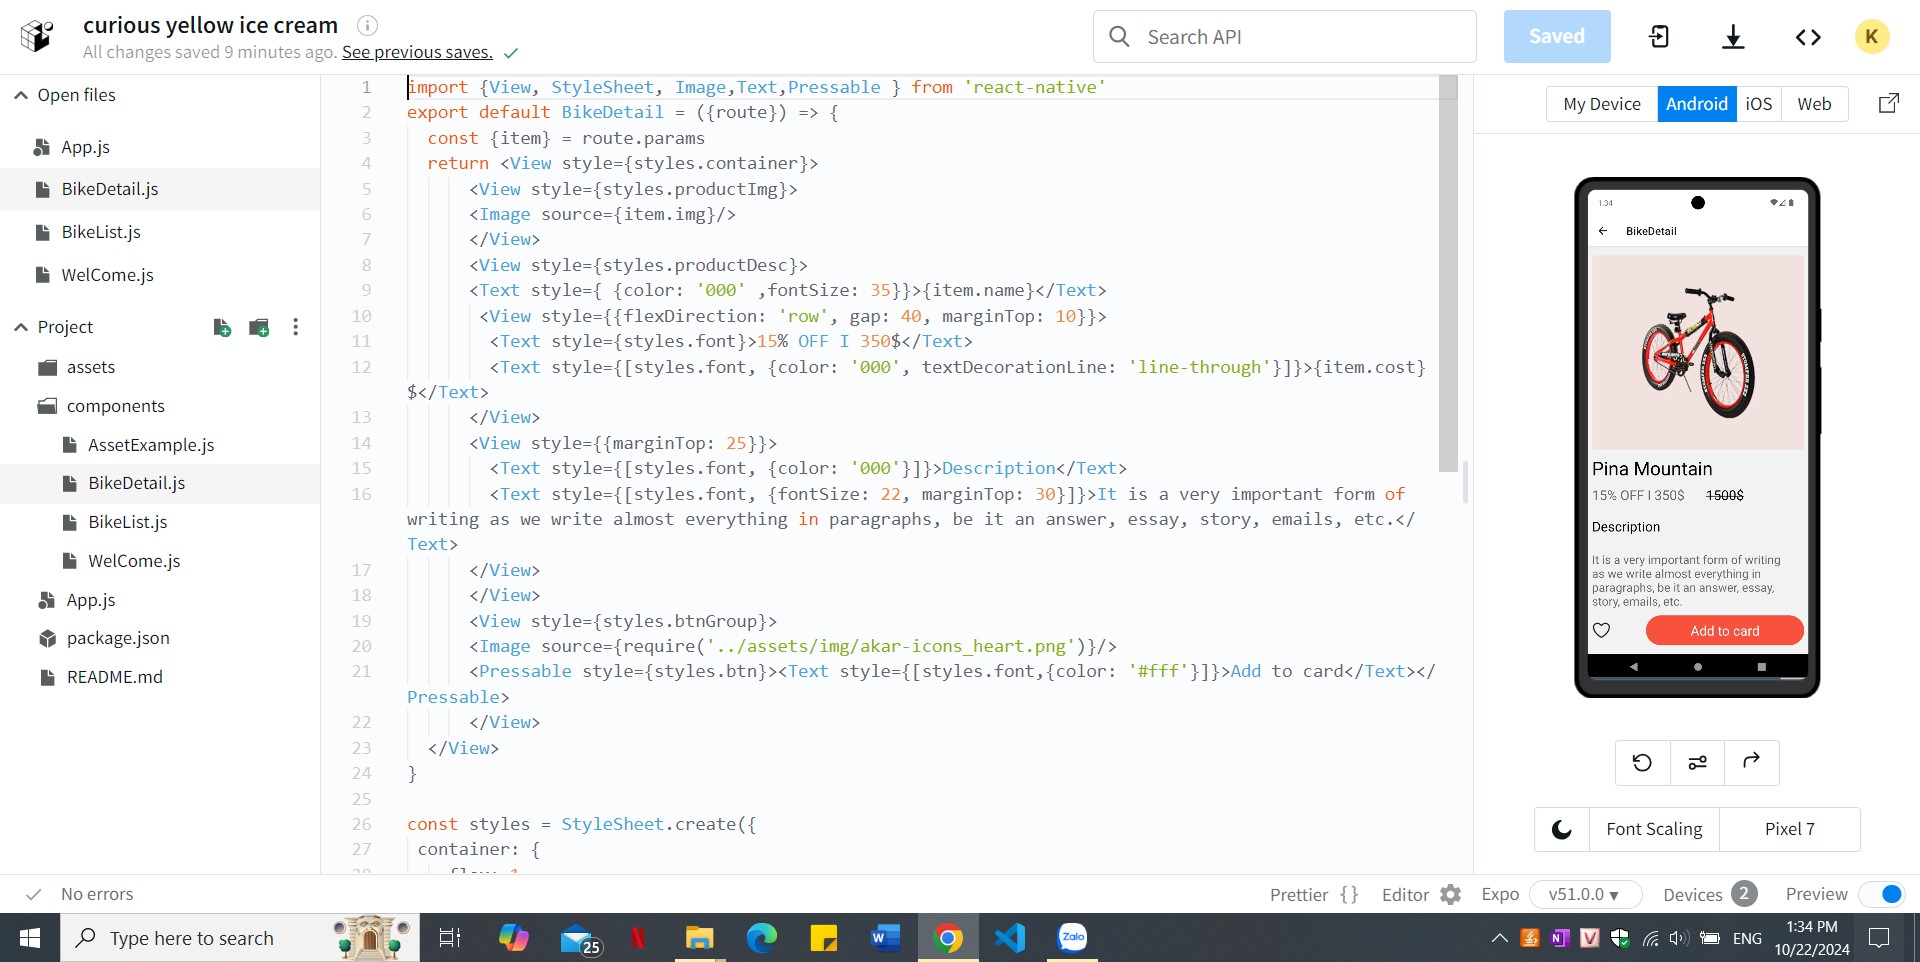 curious yellow ice cream
All changes saved 9 minutes ago. See previous saves.
Search API
Saved
K
Open files
App.js
BikeDetail.js
BikeList.js
WelCome.js
Project
assets
components
AssetExample.js
BikeDetail.js
BikeList.js
WelCome.js
App.js
package.json
README.md
1 import {View, StyleSheet, Image,Text,Pressable } from 'react-native'
2 export default BikeDetail = ({route}) => {
3 const {item} = route.params
4 return <View style={styles.container}>
5 <View style={styles.productImg}>
6 <Image source={item.img}/>
7 </View>
8 <View style={styles.productDesc}>
9 <Text style={ {color: '000' ,fontSize: 35}}>{item.name}</Text>
10 <View style={{flexDirection: 'row', gap: 40, marginTop: 10}}>
11 <Text style={styles.font}>15% OFF I 350$</Text>
12 <Text style={[styles.font, {color: '000', textDecorationLine: 'line-through'}]}>{item.cost}
$</Text>
13 </View>
14 <View style={{marginTop: 25}}>
15 <Text style={[styles.font, {color: '000'}]}>Description</Text>
16 <Text style={[styles.font, {fontSize: 22, marginTop: 30}]}>It is a very important form of
writing as we write almost everything in paragraphs, be it an answer, essay, story, emails, etc.</
Text>
17 </View>
18 </View>
19 <View style={styles.btnGroup}>
20 <Image source={require('../assets/img/akar-icons_heart.png')}/>
21 <Pressable style={styles.btn}><Text style={[styles.font,{color: '#fff'}]}>Add to card</Text></
Pressable>
22 </View>
23 </View>
24 }
25
26 const styles = StyleSheet.create({
27 container: {
My Device Android iOS Web
1:34
BikeDetail
Pina Mountain
15% OFF I 350$ 1500$
Description
It is a very important form of writing
as we write almost everything in
paragraphs, be it an answer, essay,
story, emails, etc.
Add to card
Font Scaling Pixel 7
No errors
Prettier {} Editor Expo v51.0.0 Devices 2 Preview
Type here to search
25
Zalo
ENG
1:34 PM
10/22/2024